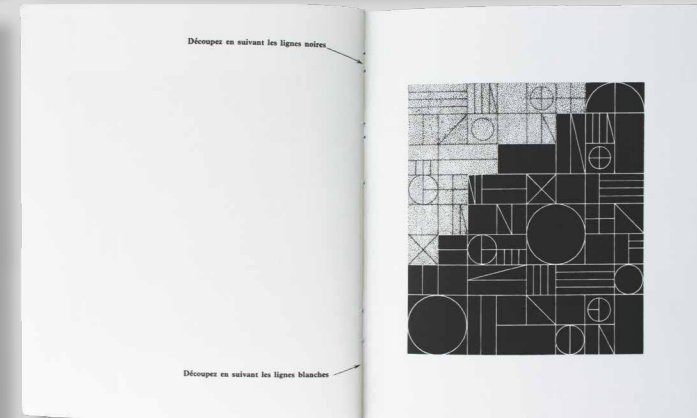 Découpez en suivant les lignes noires
Découpez en suivant les lignes blanches